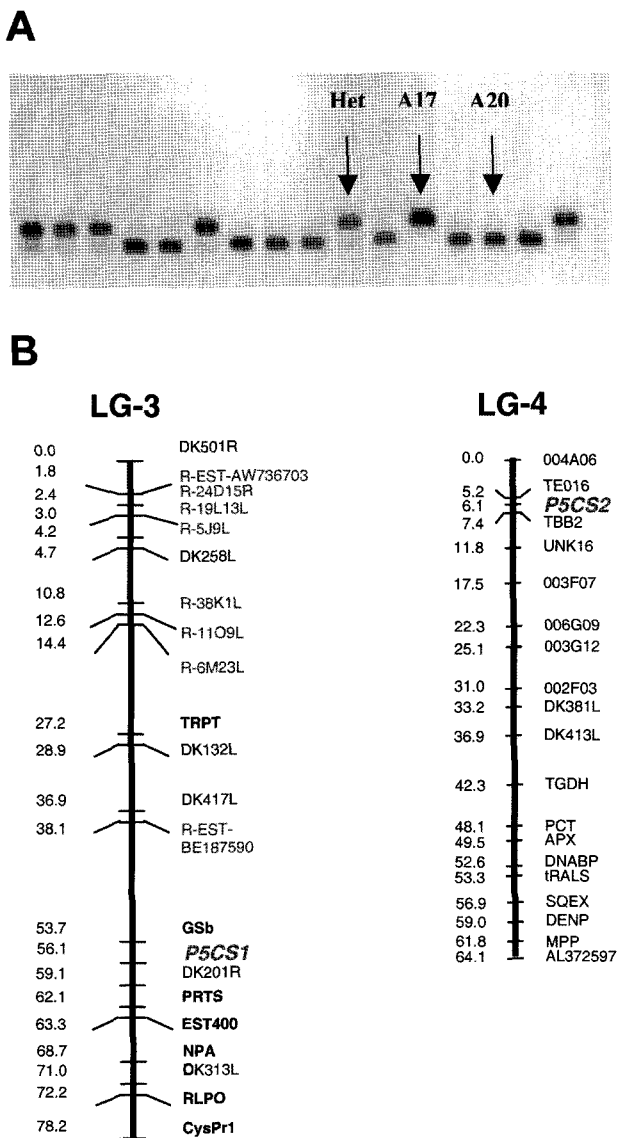 A
Het A17 A20
B
LG-3
0.0 DK501R
1.8 R-EST-AW736703
2.4 R-24D15R
3.0 R-19L13L
4.2 R-5J9L
4.7 DK258L
10.8 R-38K1L
12.6 R-11O9L
14.4 R-6M23L
27.2 TRPT
28.9 DK132L
36.9 DK417L
38.1 R-EST-
BE187590
53.7 GSb
56.1 P5CS1
59.1 DK201R
62.1 PRTS
63.3 EST400
68.7 NPA
71.0 DK313L
72.2 RLPO
78.2 CysPr1
LG-4
0.0 004A06
5.2 TE016
6.1 P5CS2
7.4 TBB2
11.8 UNK16
17.5 003F07
22.3 006G09
25.1 003G12
31.0 002F03
33.2 DK381L
36.9 DK413L
42.3 TGDH
48.1 PCT
49.5 APX
52.6 DNABP
53.3 tRALS
56.9 SQEX
59.0 DENP
61.8 MPP
64.1 AL372597